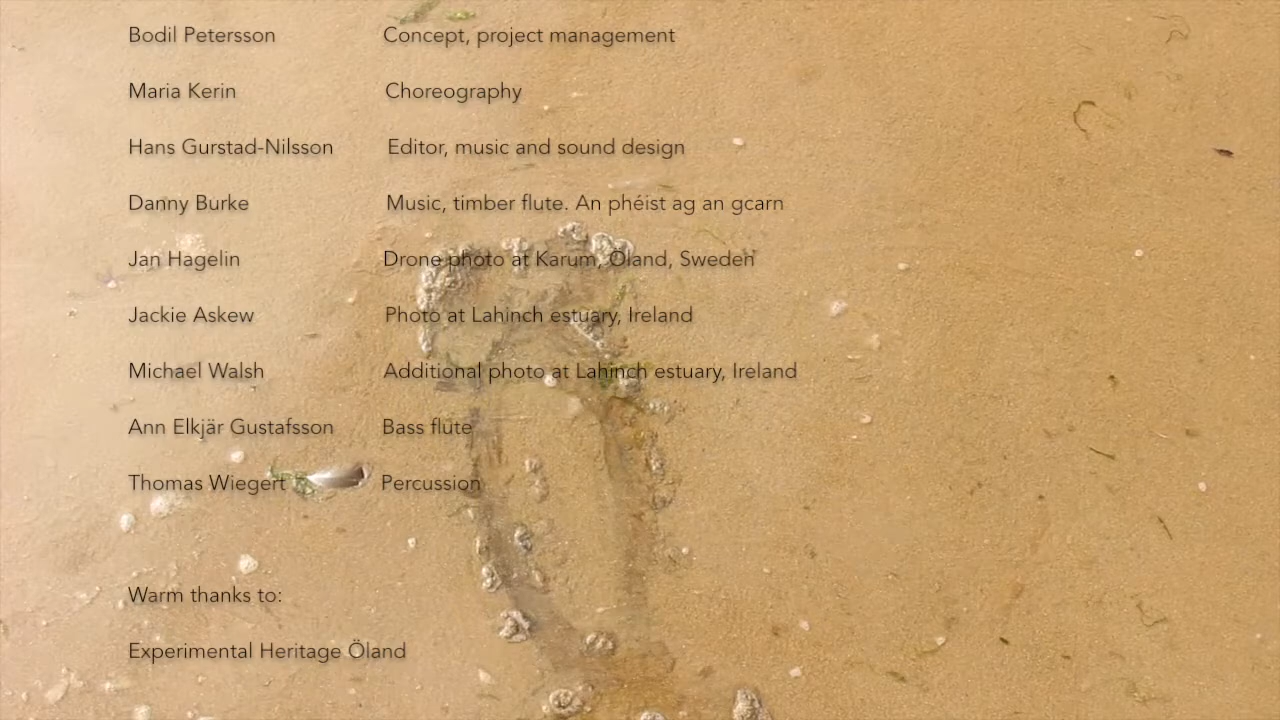 Bodil Petersson Concept, project management
Maria Kerin Choreography
Hans Gurstad-Nilsson Editor, music and sound design
Danny Burke Music, timber flute. An phéist ag an gcarn
Jan Hagelin Drone photo at Karum, Öland, Sweden
Jackie Askew Photo at Lahinch estuary, Ireland
Michael Walsh Additional photo at Lahinch estuary, Ireland
Ann Elkjär Gustafsson Bass flute
Thomas Wiegert Percussion
Warm thanks to:
Experimental Heritage Öland